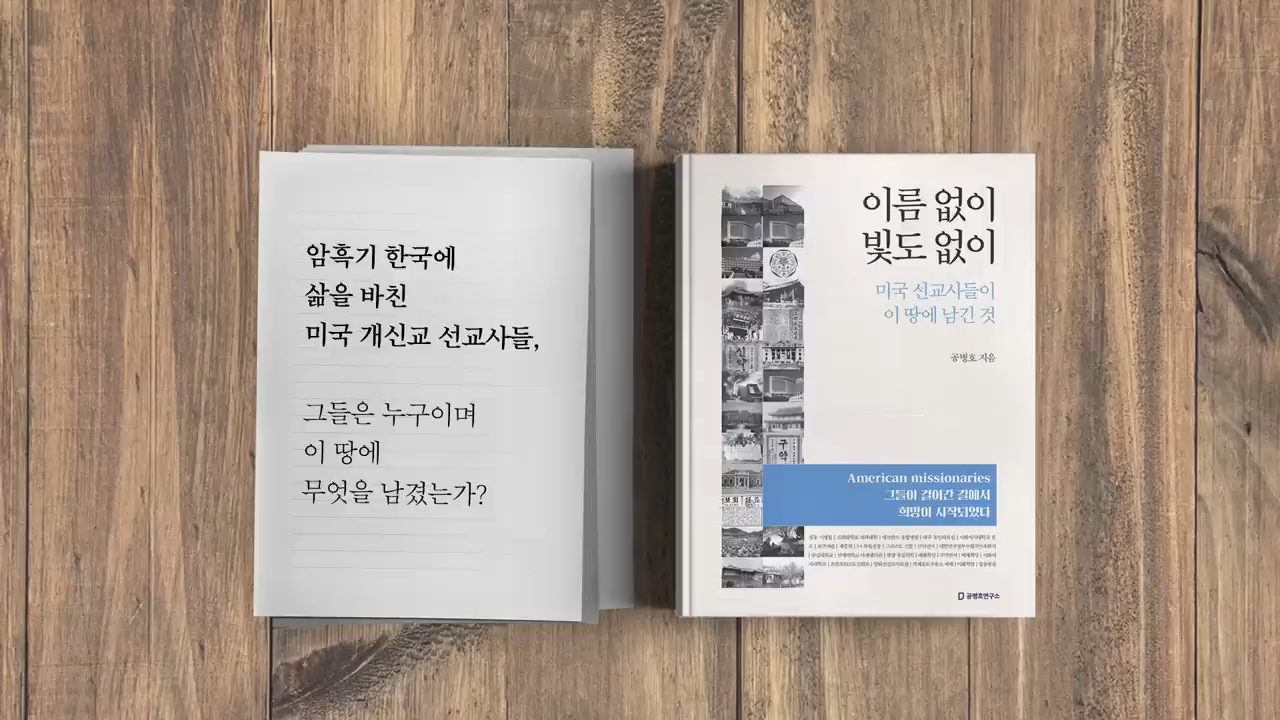 암흑기 한국에
삶을 바친
미국 개신교 선교사들,
그들은 누구이며
이 땅에
무엇을 남겼는가?
이름 없이
빛도 없이
미국 선교사들이
이 땅에 남긴 것
공병호 지음
신약
구약
American missionaries
그들이 걸어간 길에서
희망이 시작되었다
공병호연구소